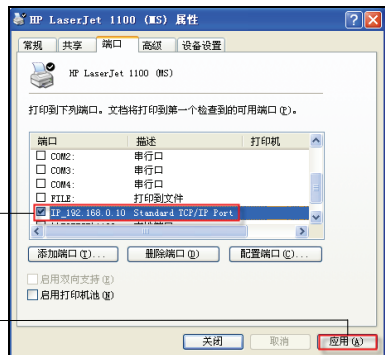 HP LaserJet 1100 (MS) 属性
常规 共享 端口 高级 设备设置
HP LaserJet 1100 (MS)
打印到下列端口。文档将打印到第一个检查到的可用端口(P)。
端口 描述 打印机
COM2: 串行口
COM3: 串行口
COM4: 串行口
FILE: 打印到文件
IP_192.168.0.10 Standard TCP/IP Port
添加端口(T)... 删除端口(D) 配置端口(C)...
启用双向支持(E)
启用打印机池(N)
关闭 取消 应用(A)